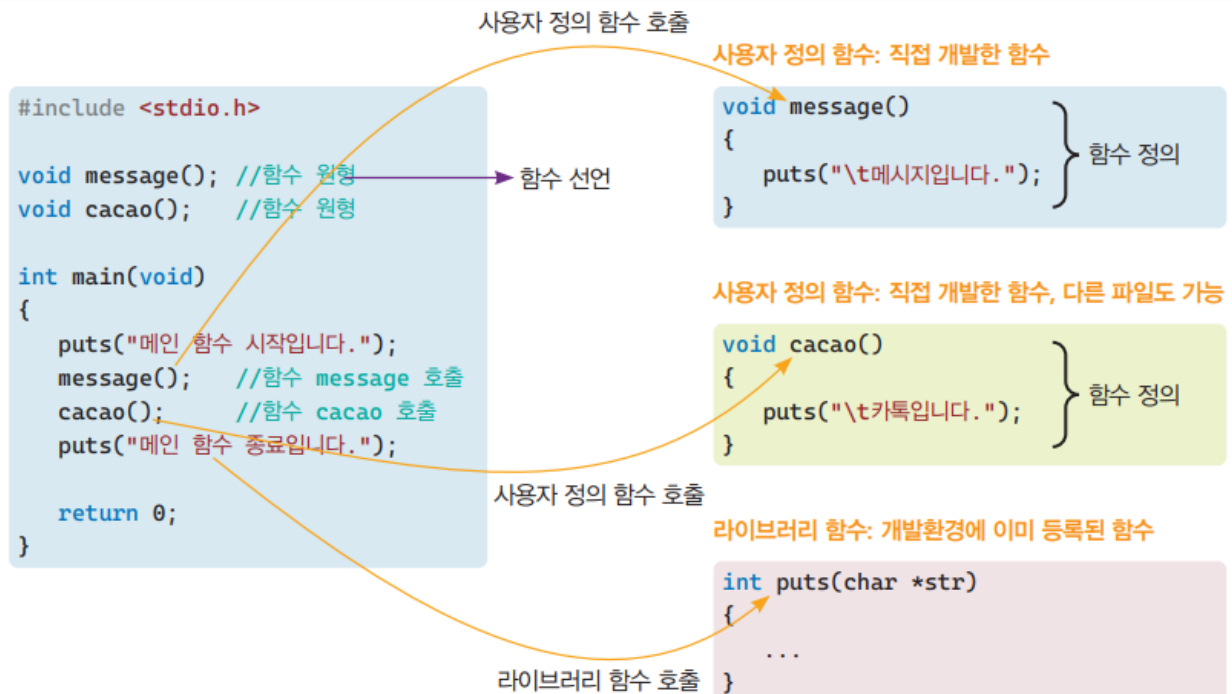 사용자 정의 함수 호출
#include <stdio.h>
void message(); //함수 원형
void cacao(); //함수 원형
int main(void)
{
puts("메인 함수 시작입니다.");
message(); //함수 message 호출
cacao(); //함수 cacao 호출
puts("메인 함수 종료입니다.");
return 0;
}
함수 선언
사용자 정의 함수: 직접 개발한 함수
void message()
{
puts("\t메시지입니다.");
}
함수 정의
사용자 정의 함수: 직접 개발한 함수, 다른 파일도 가능
void cacao()
{
puts("\t카톡입니다.");
}
함수 정의
사용자 정의 함수 호출
라이브러리 함수: 개발환경에 이미 등록된 함수
int puts(char *str)
{
...
}
라이브러리 함수 호출